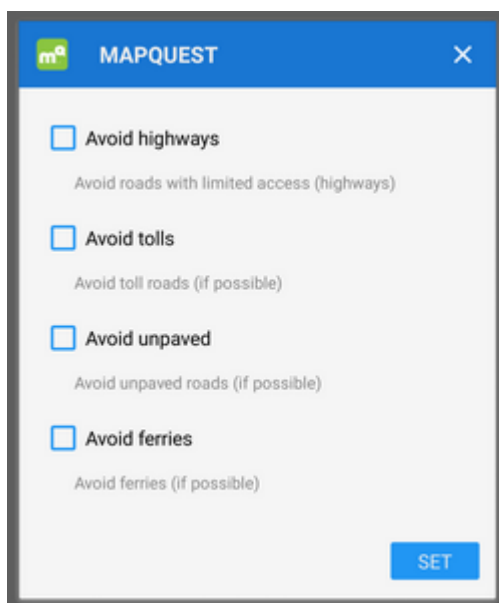 mq MAPQUEST
Avoid highways
Avoid roads with limited access (highways)
Avoid tolls
Avoid toll roads (if possible)
Avoid unpaved
Avoid unpaved roads (if possible)
Avoid ferries
Avoid ferries (if possible)
SET